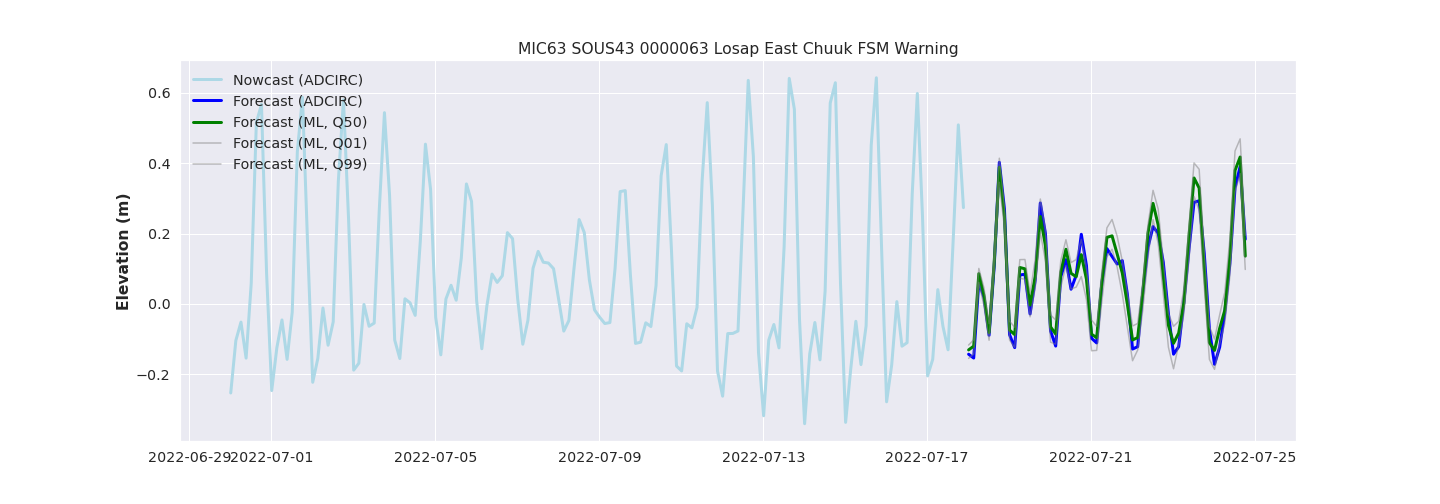 MIC63 SOUS43 0000063 Losap East Chuuk FSM Warning
Nowcast (ADCIRC)
Forecast (ADCIRC)
Forecast (ML, Q50)
Forecast (ML, Q01)
Forecast (ML, Q99)
Elevation (m)
0.6
0.4
0.2
0.0
−0.2
2022-06-29 2022-07-01 2022-07-05 2022-07-09 2022-07-13 2022-07-17 2022-07-21 2022-07-25